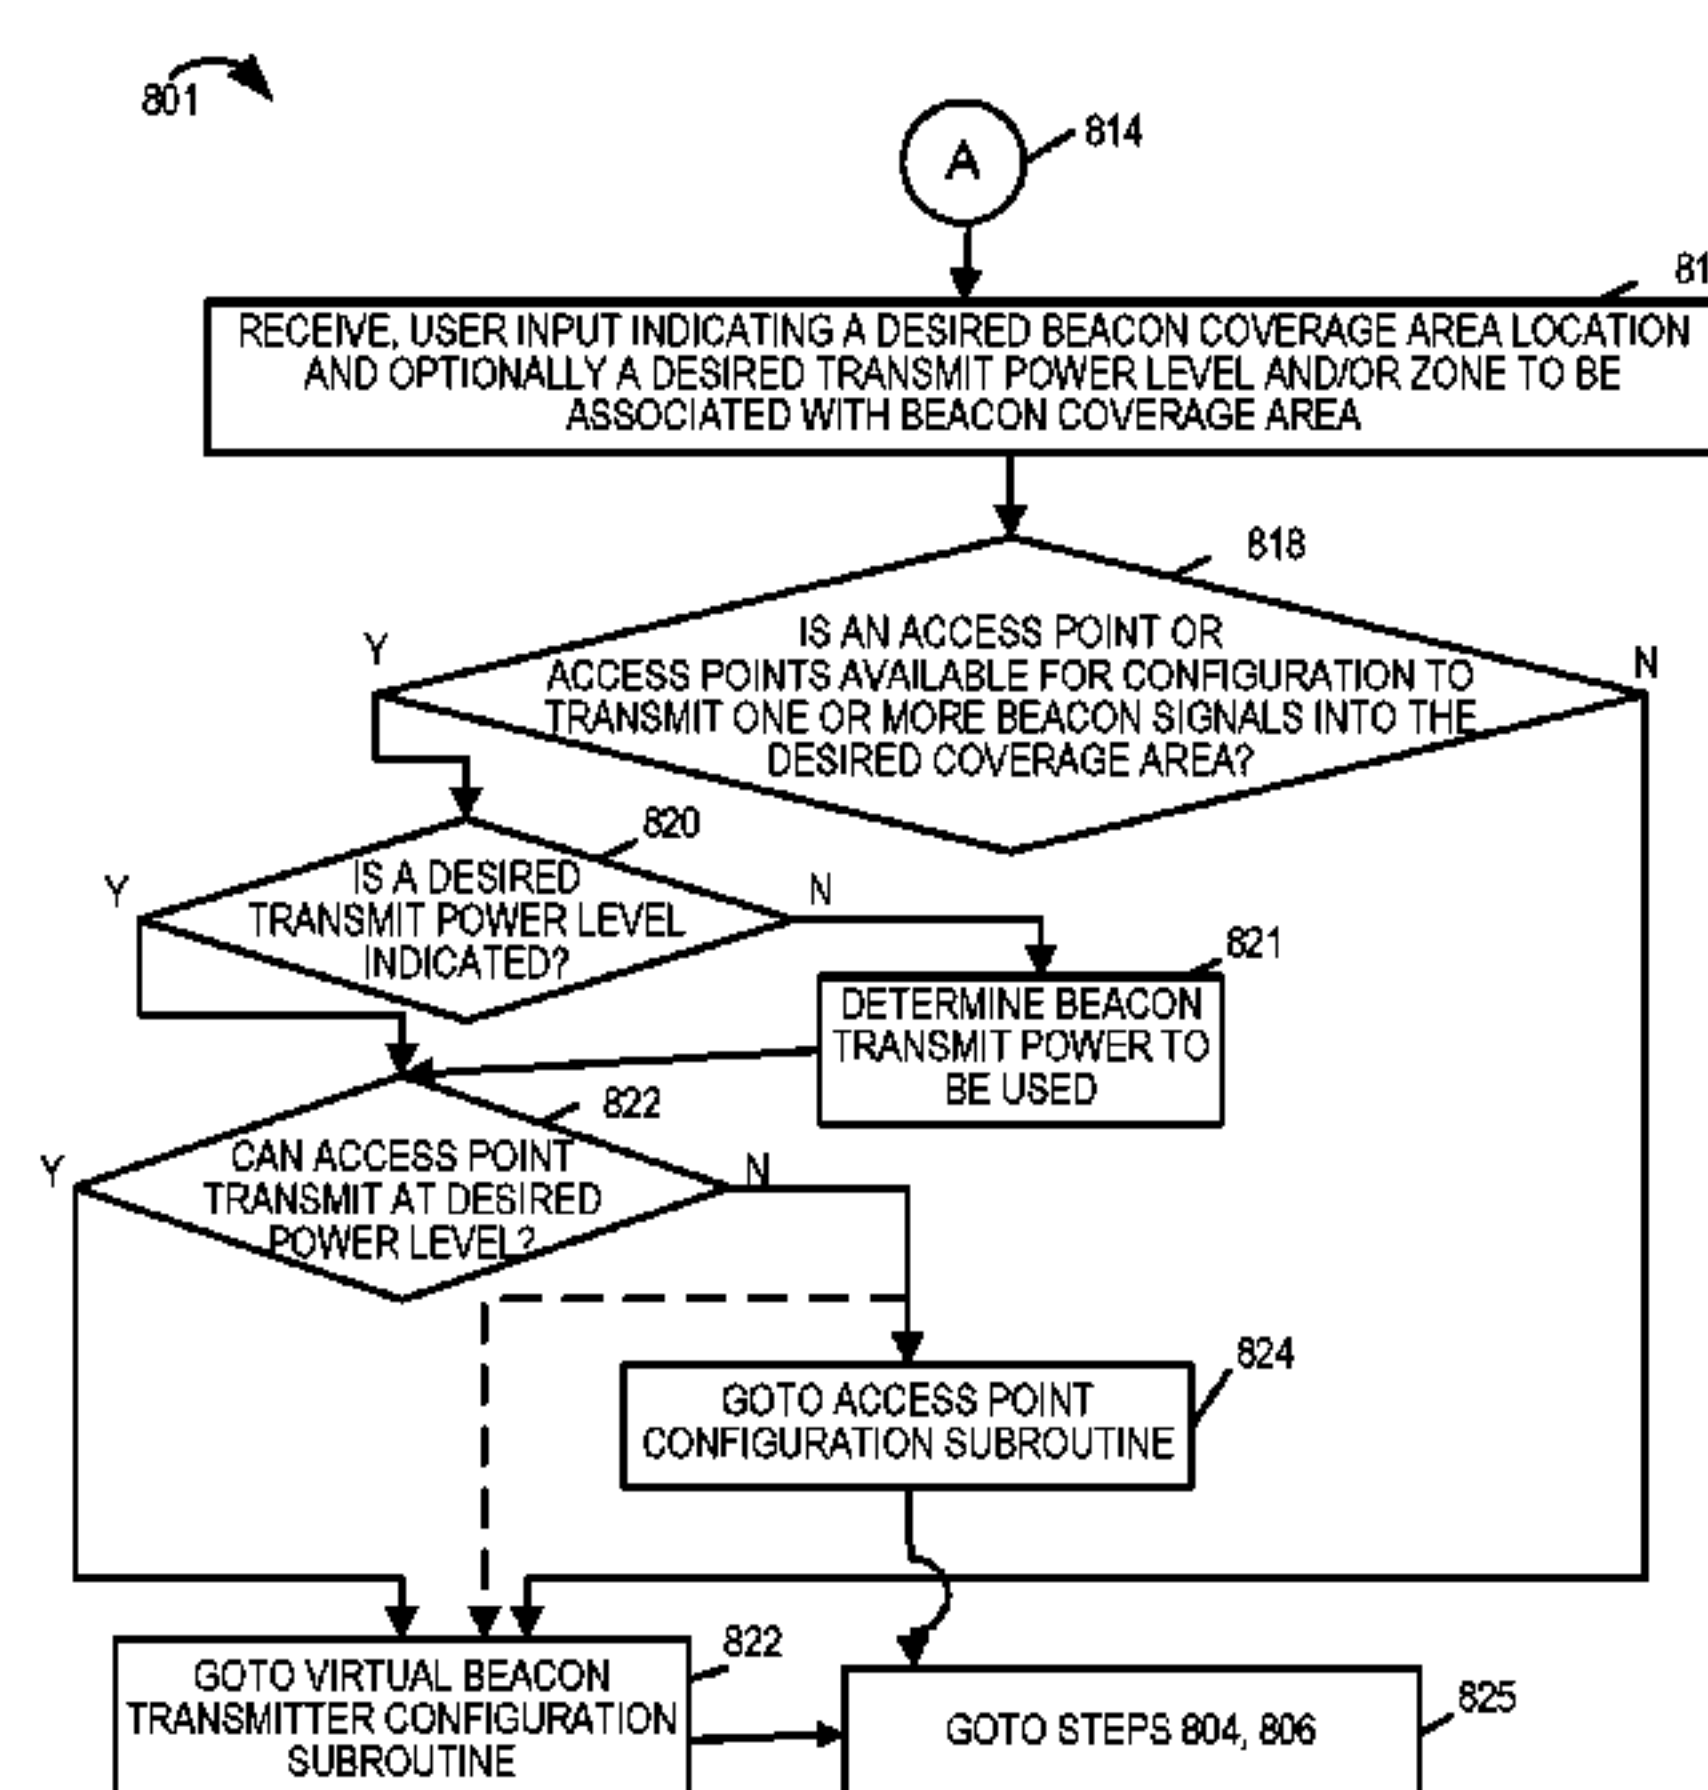 801
A
814
81
RECEIVE, USER INPUT INDICATING A DESIRED BEACON COVERAGE AREA LOCATION
AND OPTIONALLY A DESIRED TRANSMIT POWER LEVEL AND/OR ZONE TO BE
ASSOCIATED WITH BEACON COVERAGE AREA
818
IS AN ACCESS POINT OR
ACCESS POINTS AVAILABLE FOR CONFIGURATION TO
TRANSMIT ONE OR MORE BEACON SIGNALS INTO THE
DESIRED COVERAGE AREA?
Y
N
820
IS A DESIRED
TRANSMIT POWER LEVEL
INDICATED?
Y
N
821
DETERMINE BEACON
TRANSMIT POWER TO
BE USED
822
CAN ACCESS POINT
TRANSMIT AT DESIRED
POWER LEVEL?
Y
N
824
GOTO ACCESS POINT
CONFIGURATION SUBROUTINE
822
GOTO VIRTUAL BEACON
TRANSMITTER CONFIGURATION
SUBROUTINE
825
GOTO STEPS 804, 806